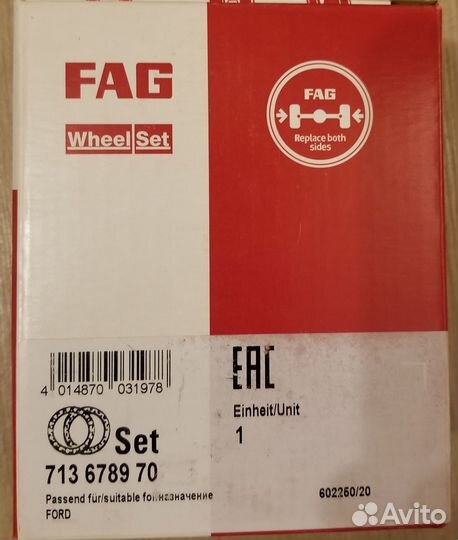 FAG
Wheel Set
FAG
Replace both
sides
4 014870 031978
EAC
Einheit/Unit
1
Set
713 6789 70
Passend für/suitable for/назначение
FORD
602250/20
Avito